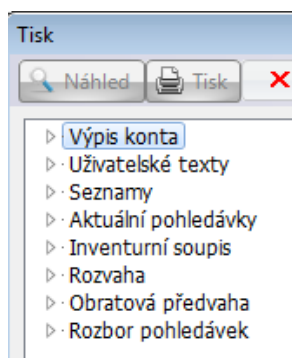 Tisk
Náhled Tisk
Výpis konta
Uživatelské texty
Seznamy
Aktuální pohledávky
Inventurní soupis
Rozvaha
Obratová předvaha
Rozbor pohledávek